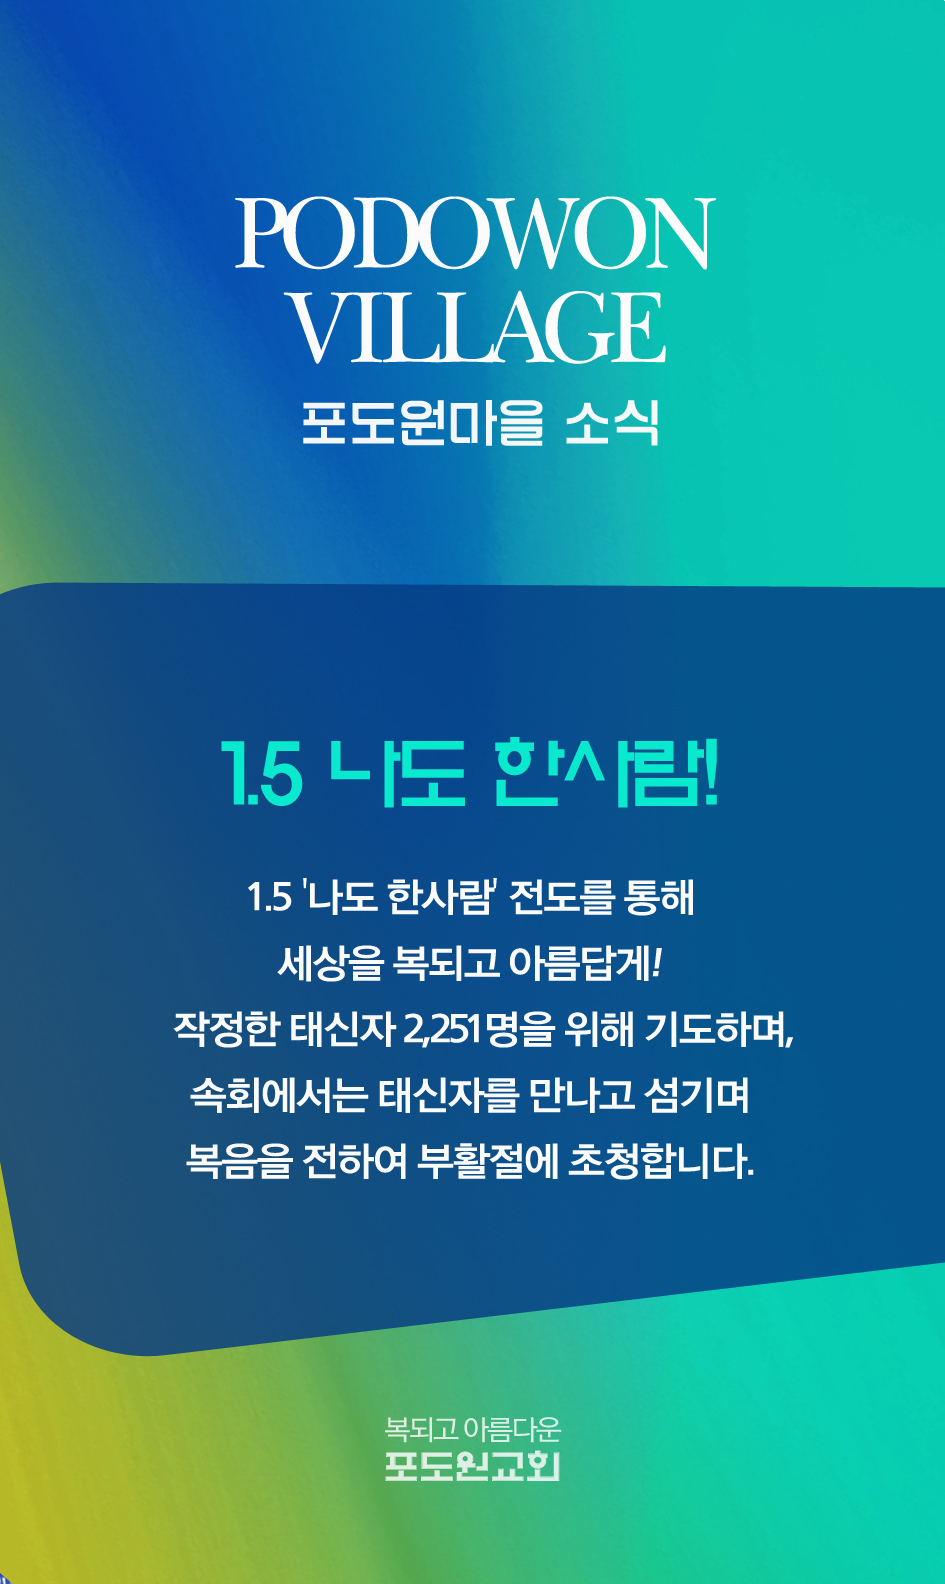 PODOWON
VILLAGE
포도원마을 소식
1.5 나도 한사람!
1.5 '나도 한사람' 전도를 통해
세상을 복되고 아름답게!
작정한 태신자 2,251명을 위해 기도하며,
속회에서는 태신자를 만나고 섬기며
복음을 전하여 부활절에 초청합니다.
복되고 아름다운
포도원교회